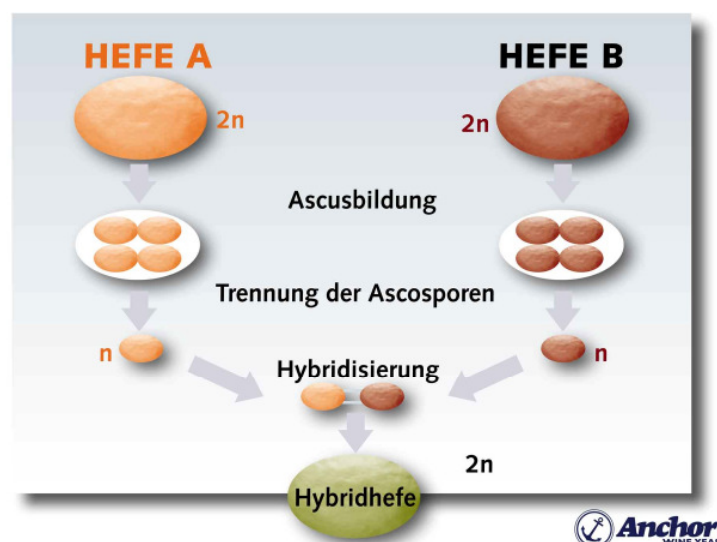 HEFE A
HEFE B
2n
2n
Ascusbildung
Trennung der Ascosporen
n
n
Hybridisierung
2n
Hybridhefe
Anchor